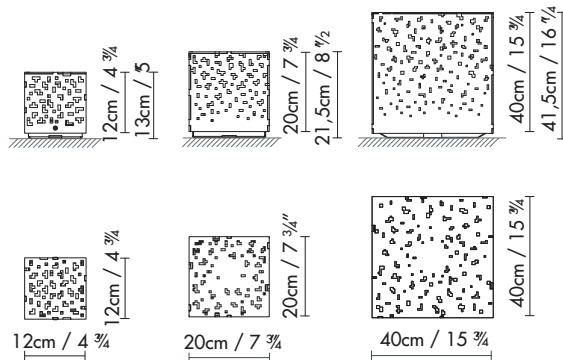 12cm / 4 ¾
13cm / 5
20cm / 7 ¾
21,5cm / 8 ½
40cm / 15 ¾
41,5cm / 16 ¼
12cm / 4 ¾
20cm / 7 ¾"
40cm / 15 ¾
12cm / 4 ¾
20cm / 7 ¾
40cm / 15 ¾